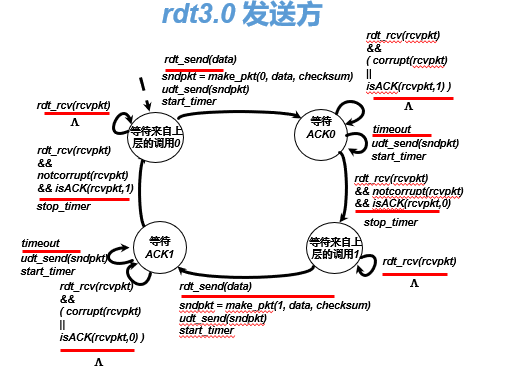 rdt3.0 发送方
rdt_send(data)
sndpkt = make_pkt(0, data, checksum)
udt_send(sndpkt)
start_timer
rdt_rcv(rcvpkt)
&&
( corrupt(rcvpkt)
||
isACK(rcvpkt,1) )
Λ
rdt_rcv(rcvpkt)
Λ
等待来自上
层的调用0
等待
ACK0
timeout
udt_send(sndpkt)
start_timer
rdt_rcv(rcvpkt)
&&
notcorrupt(rcvpkt)
&& isACK(rcvpkt,1)
stop_timer
rdt_rcv(rcvpkt)
&& notcorrupt(rcvpkt)
&& isACK(rcvpkt,0)
stop_timer
等待
ACK1
等待来自上
层的调用1
timeout
udt_send(sndpkt)
start_timer
rdt_rcv(rcvpkt)
Λ
rdt_rcv(rcvpkt)
&&
( corrupt(rcvpkt)
||
isACK(rcvpkt,0) )
Λ
rdt_send(data)
sndpkt = make_pkt(1, data, checksum)
udt_send(sndpkt)
start_timer